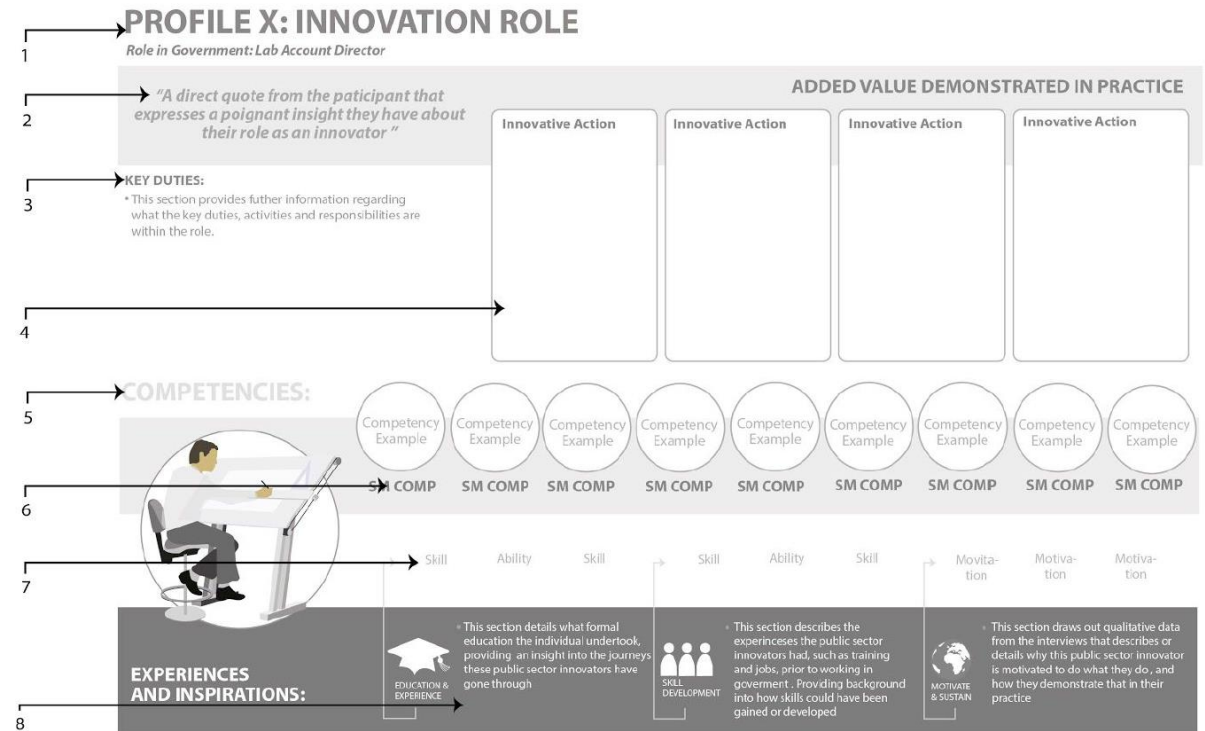 PROFILE X: INNOVATION ROLE
1
Role in Government: Lab Account Director
ADDED VALUE DEMONSTRATED IN PRACTICE
2
"A direct quote from the paticipant that
expresses a poignant insight they have about
their role as an innovator "
Innovative Action
Innovative Action
Innovative Action
Innovative Action
3
KEY DUTIES:
• This section provides futher information regarding
what the key duties, activities and responsibilities are
within the role.
4
5
COMPETENCIES:
Competency
Example
Competency
Example
Competency
Example
Competency
Example
Competency
Example
Competency
Example
Competency
Example
Competency
Example
Competency
Example
6
SM COMP
SM COMP
SM COMP
SM COMP
SM COMP
SM COMP
SM COMP
SM COMP
SM COMP
7
Skill
Ability
Skill
Skill
Ability
Skill
Movita-
tion
Motiva-
tion
Motiva-
tion
8
EXPERIENCES
AND INSPIRATIONS:
EDUCATION &
EXPERIENCE
• This section details what formal
education the individual undertook,
providing an insight into the journeys
these public sector innovators have
gone through
SKILL
DEVELOPMENT
• This section describes the
experinceses the public sector
innovators had, such as training
and jobs, prior to working in
goverment . Providing background
into how skills could have been
gained or developed
MOTIVATE
& SUSTAIN
• This section draws out qualitative data
from the interviews that describes or
details why this public sector innovator
is motivated to do what they do , and
how they demonstrate that in their
practice